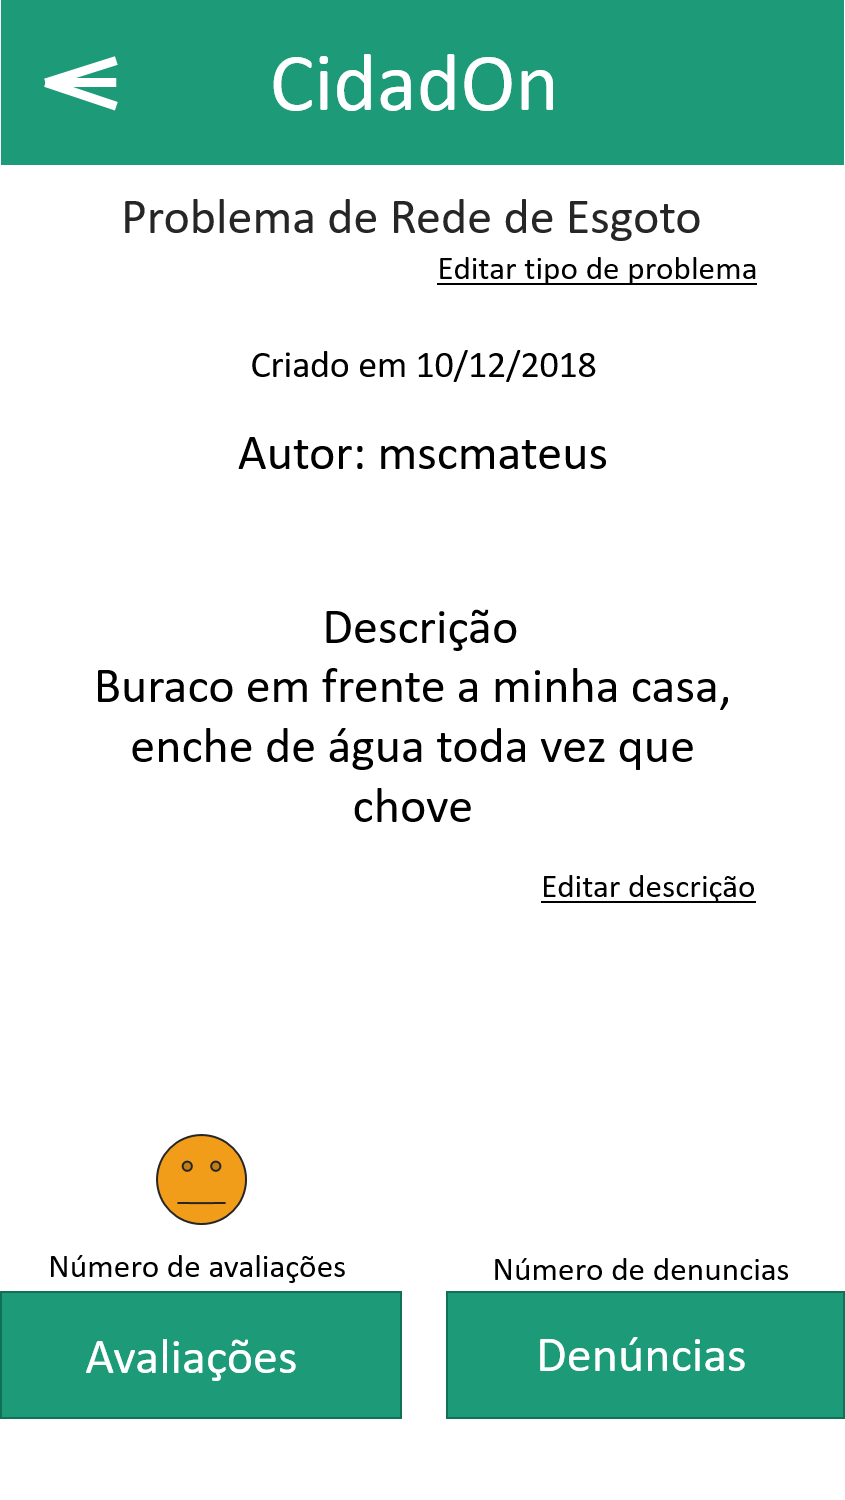 CidadOn
Problema de Rede de Esgoto
Editar tipo de problema
Criado em 10/12/2018
Autor: mscmateus
Descrição
Buraco em frente a minha casa,
enche de água toda vez que
chove
Editar descrição
Número de avaliações
Número de denuncias
Avaliações
Denúncias